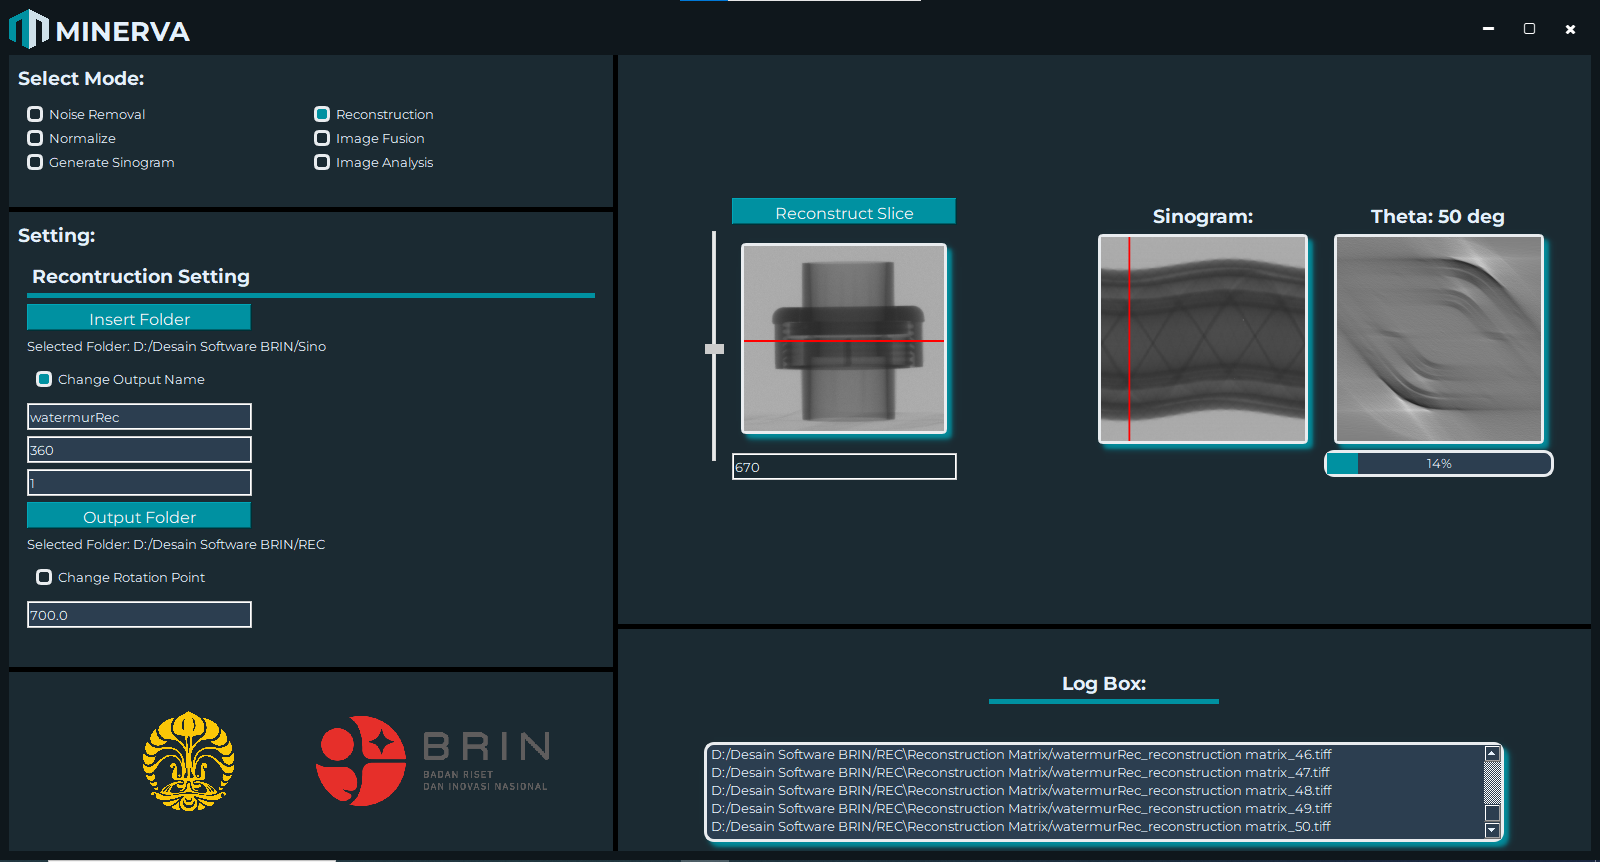 MINERVA
Select Mode:
Noise Removal
Normalize
Generate Sinogram
Reconstruction
Image Fusion
Image Analysis
Setting:
Recontruction Setting
Insert Folder
Selected Folder: D:/Desain Software BRIN/Sino
Change Output Name
watermurRec
360
1
Output Folder
Selected Folder: D:/Desain Software BRIN/REC
Change Rotation Point
700.0
BRIN
BADAN RISET
DAN INOVASI NASIONAL
Reconstruct Slice
670
Sinogram:
Theta: 50 deg
14%
Log Box:
D:/Desain Software BRIN/REC\Reconstruction Matrix/watermurRec_reconstruction matrix_46.tiff
D:/Desain Software BRIN/REC\Reconstruction Matrix/watermurRec_reconstruction matrix_47.tiff
D:/Desain Software BRIN/REC\Reconstruction Matrix/watermurRec_reconstruction matrix_48.tiff
D:/Desain Software BRIN/REC\Reconstruction Matrix/watermurRec_reconstruction matrix_49.tiff
D:/Desain Software BRIN/REC\Reconstruction Matrix/watermurRec_reconstruction matrix_50.tiff